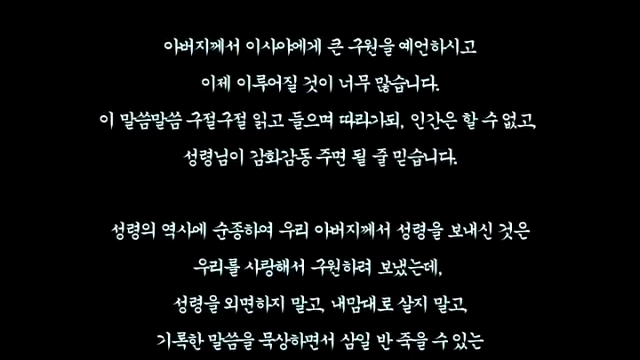 아버지께서 이사야에게 큰 구원을 예언하시고
이제 이루어질 것이 너무 많습니다.
이 말씀말씀 구절구절 읽고 들으며 따라가되, 인간은 할 수 없고,
성령님이 감화감동 주면 될 줄 믿습니다.
성령의 역사에 순종하여 우리 아버지께서 성령을 보내신 것은
우리를 사랑해서 구원하려 보냈는데,
성령을 외면하지 말고, 내맘대로 살지 말고,
기록한 말씀을 묵상하면서 삼일 반 죽을 수 있는